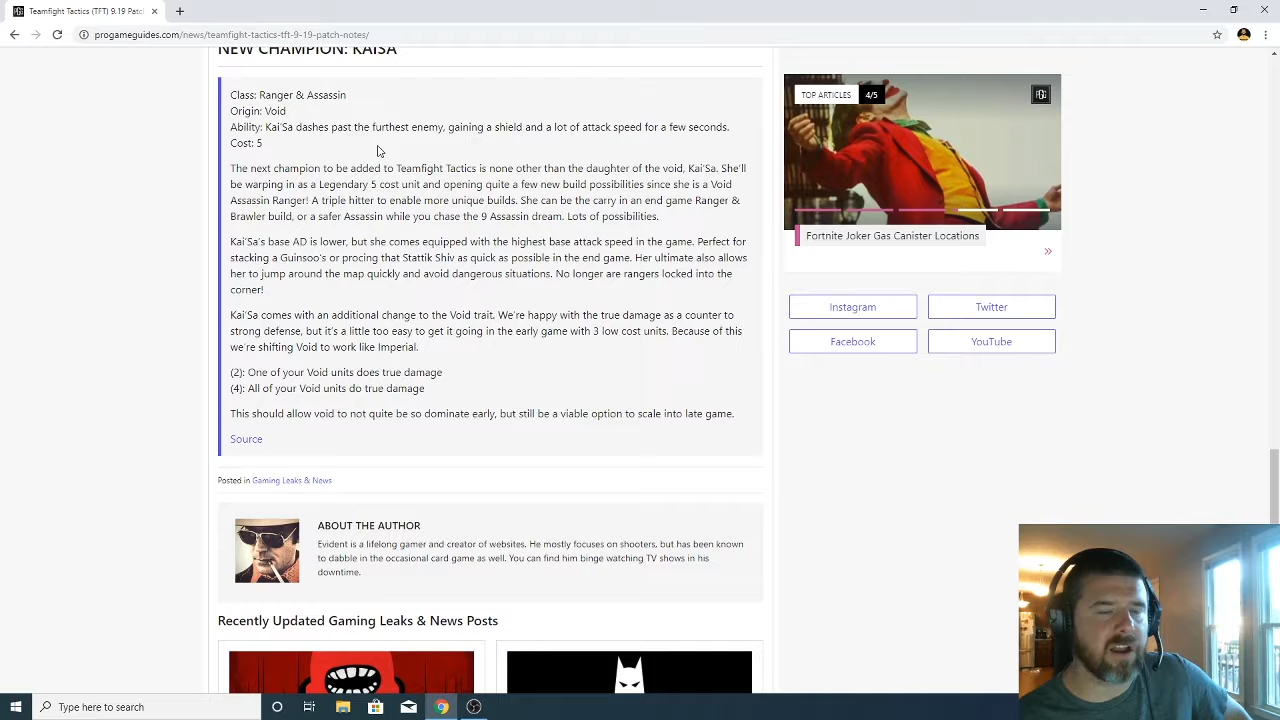 Teamfight Tactics (TFT) 9.19 Patch
progameguides.com/news/teamfight-tactics-tft-9-19-patch-notes/
NEW CHAMPION: KAISA
Class: Ranger & Assassin
Origin: Void
Ability: Kai'Sa dashes past the furthest enemy, gaining a shield and a lot of attack speed for a few seconds.
Cost: 5
The next champion to be added to Teamfight Tactics is none other than the daughter of the void, Kai'Sa. She'll
be warping in as a Legendary 5 cost unit and opening quite a few new build possibilities since she is a Void
Assassin Ranger! A triple hitter to enable more unique builds. She can be the carry in an end game Ranger &
Brawler build, or a safer Assassin while you chase the 9 Assassin dream. Lots of possibilities.
Kai'Sa's base AD is lower, but she comes equipped with the highest base attack speed in the game. Perfect for
stacking a Guinsoo's or procing that Stattik Shiv as quick as possible in the end game. Her ultimate also allows
her to jump around the map quickly and avoid dangerous situations. No longer are rangers locked into the
corner!
Kai'Sa comes with an additional change to the Void trait. We're happy with the true damage as a counter to
strong defense, but it's a little too easy to get it going in the early game with 3 low cost units. Because of this
we're shifting Void to work like Imperial.
(2): One of your Void units does true damage
(4): All of your Void units do true damage
This should allow void to not quite be so dominate early, but still be a viable option to scale into late game.
Source
Posted in Gaming Leaks & News
ABOUT THE AUTHOR
Evident is a lifelong gamer and creator of websites. He mostly focuses on shooters, but has been known
to dabble in the occasional card game as well. You can find him binge watching TV shows in his
downtime.
Recently Updated Gaming Leaks & News Posts
TOP ARTICLES 4/5
Fortnite Joker Gas Canister Locations
Instagram
Twitter
Facebook
YouTube
Type here to search